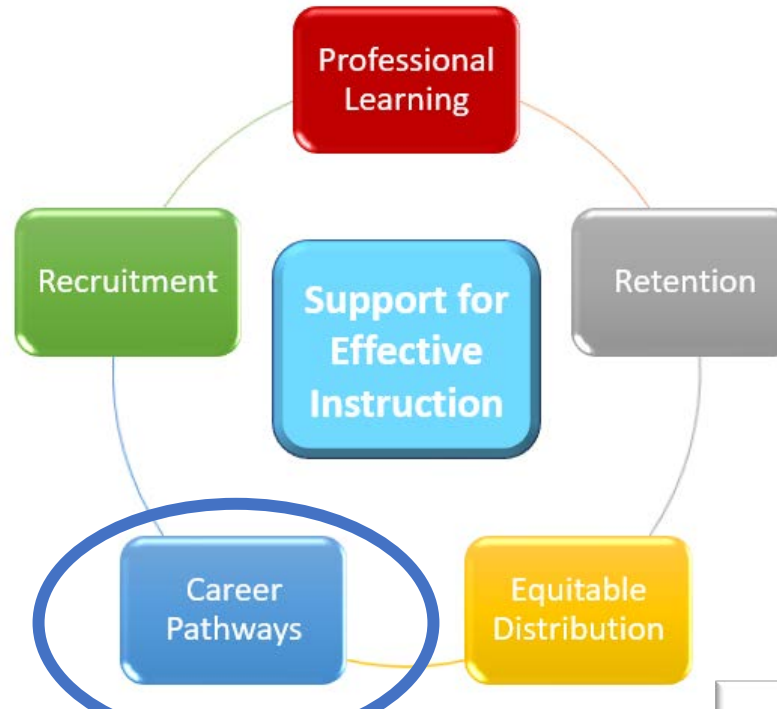 Professional
Learning
Recruitment
Retention
Support for
Effective
Instruction
Career
Pathways
Equitable
Distribution